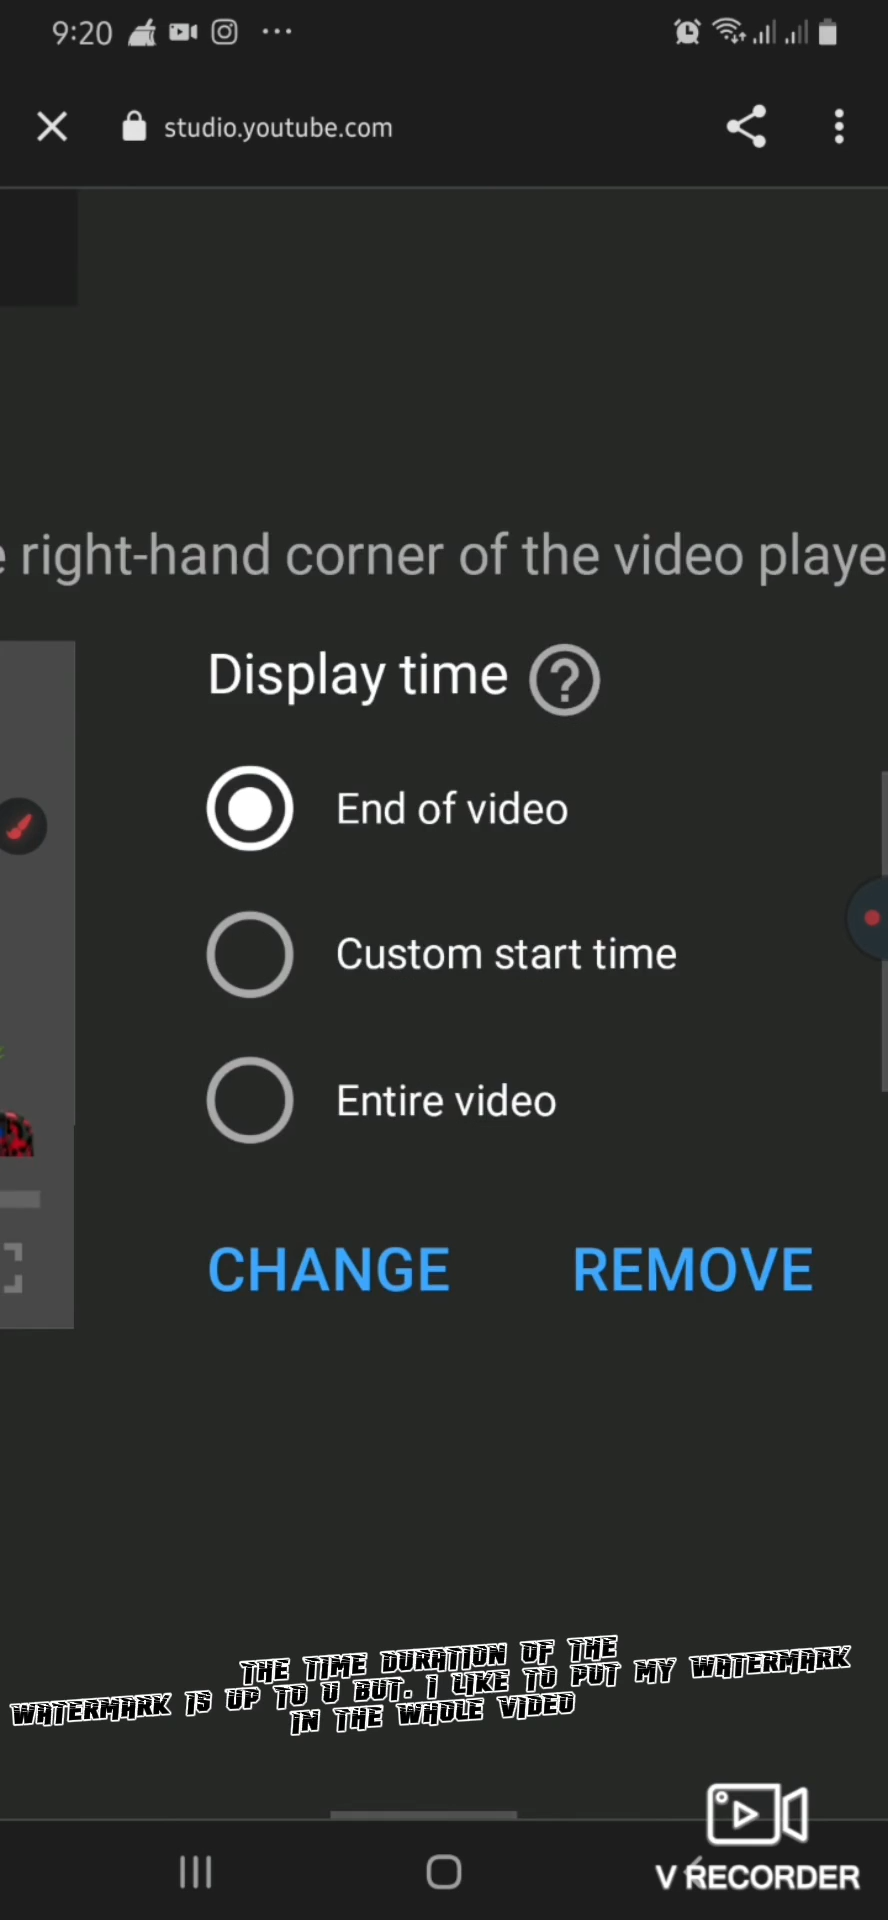 9:20
studio.youtube.com
right-hand corner of the video playe
Display time ?
End of video
Custom start time
Entire video
CHANGE REMOVE
THE TIME DURATION OF THE
WATERMARK IS UP TO U BUT. I LIKE TO PUT MY WATERMARK
IN THE WHOLE VIDEO
V RECORDER